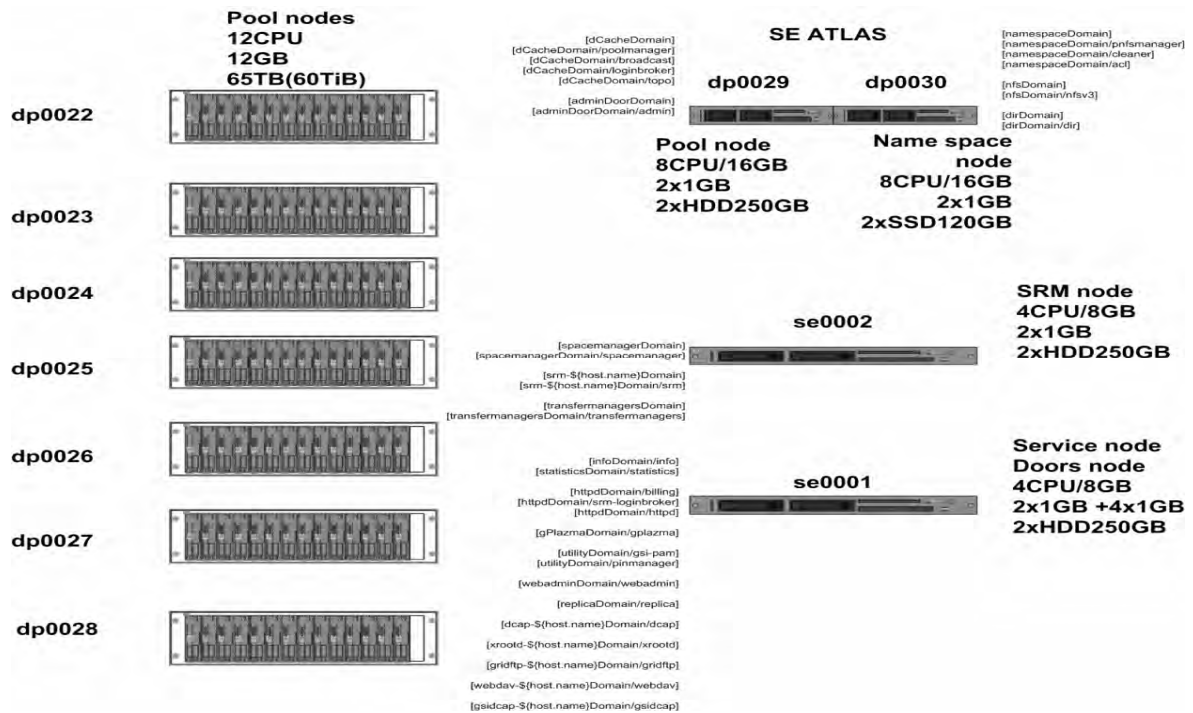 Pool nodes
12CPU
12GB
65TB(60TiB)
dp0022
dp0023
dp0024
dp0025
dp0026
dp0027
dp0028
[dCacheDomain]
[dCacheDomain/poolmanager]
[dCacheDomain/broadcast]
[dCacheDomain/loginbroker]
[dCacheDomain/topo]
[adminDoorDomain]
[adminDoorDomain/admin]
SE ATLAS
dp0029
dp0030
[namespaceDomain]
[namespaceDomain/pnfsmanager]
[namespaceDomain/cleaner]
[namespaceDomain/acl]
[nfsDomain]
[nfsDomain/nfsv3]
[dirDomain]
[dirDomain/dir]
Pool node
8CPU/16GB
2x1GB
2xHDD250GB
Name space
node
8CPU/16GB
2x1GB
2xSSD120GB
[spacemanagerDomain]
[spacemanagerDomain/spacemanager]
[srm-${host.name}Domain]
[srm-${host.name}Domain/srm]
[transfermanagersDomain]
[transfermanagersDomain/transfermanagers]
se0002
SRM node
4CPU/8GB
2x1GB
2xHDD250GB
[infoDomain/info]
[statisticsDomain/statistics]
[httpdDomain/billing]
[httpdDomain/srm-loginbroker]
[httpdDomain/httpd]
[gPlazmaDomain/gplazma]
[utilityDomain/gsi-pam]
[utilityDomain/pinmanager]
[webadminDomain/webadmin]
[replicaDomain/replica]
[dcap-${host.name}Domain/dcap]
[xrootd-${host.name}Domain/xrootd]
[gridftp-${host.name}Domain/gridftp]
[webdav-${host.name}Domain/webdav]
[gsidcap-${host.name}Domain/gsidcap]
se0001
Service node
Doors node
4CPU/8GB
2x1GB +4x1GB
2xHDD250GB